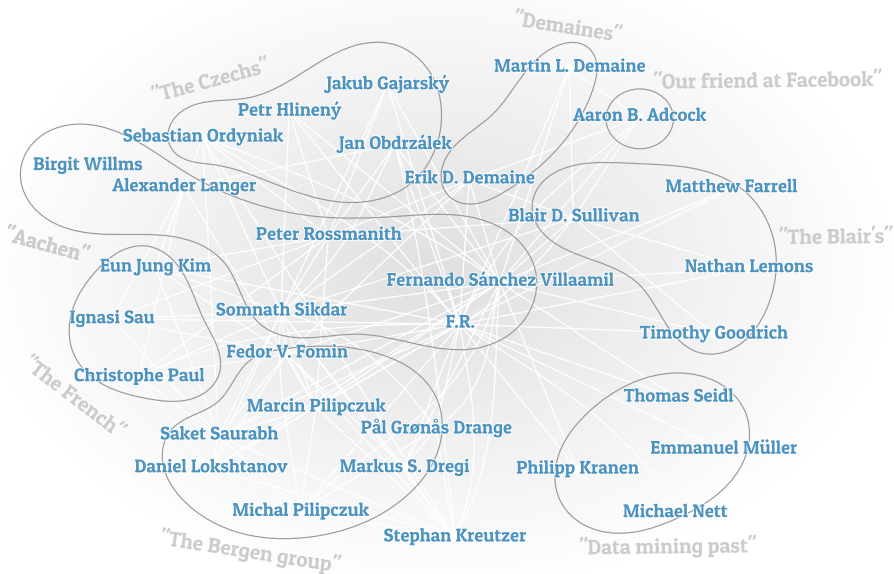 "Demaines"
"The Czechs"
Martin L. Demaine
Jakub Gajarský
"Our friend at Facebook"
Petr Hlinený
Aaron B. Adcock
Sebastian Ordyniak
Jan Obdrzálek
Birgit Willms
Alexander Langer
Erik D. Demaine
Matthew Farrell
Blair D. Sullivan
Peter Rossmanith
"The Blair's"
"Aachen"
Eun Jung Kim
Nathan Lemons
Fernando Sánchez Villaamil
Ignasi Sau
Somnath Sikdar
F.R.
Timothy Goodrich
Fedor V. Fomin
Christophe Paul
"The French"
Thomas Seidl
Marcin Pilipczuk
Saket Saurabh
Pål Grønås Drange
Emmanuel Müller
Daniel Lokshtanov
Markus S. Dregi
Philipp Kranen
Michal Pilipczuk
Michael Nett
Stephan Kreutzer
"The Bergen group"
"Data mining past"